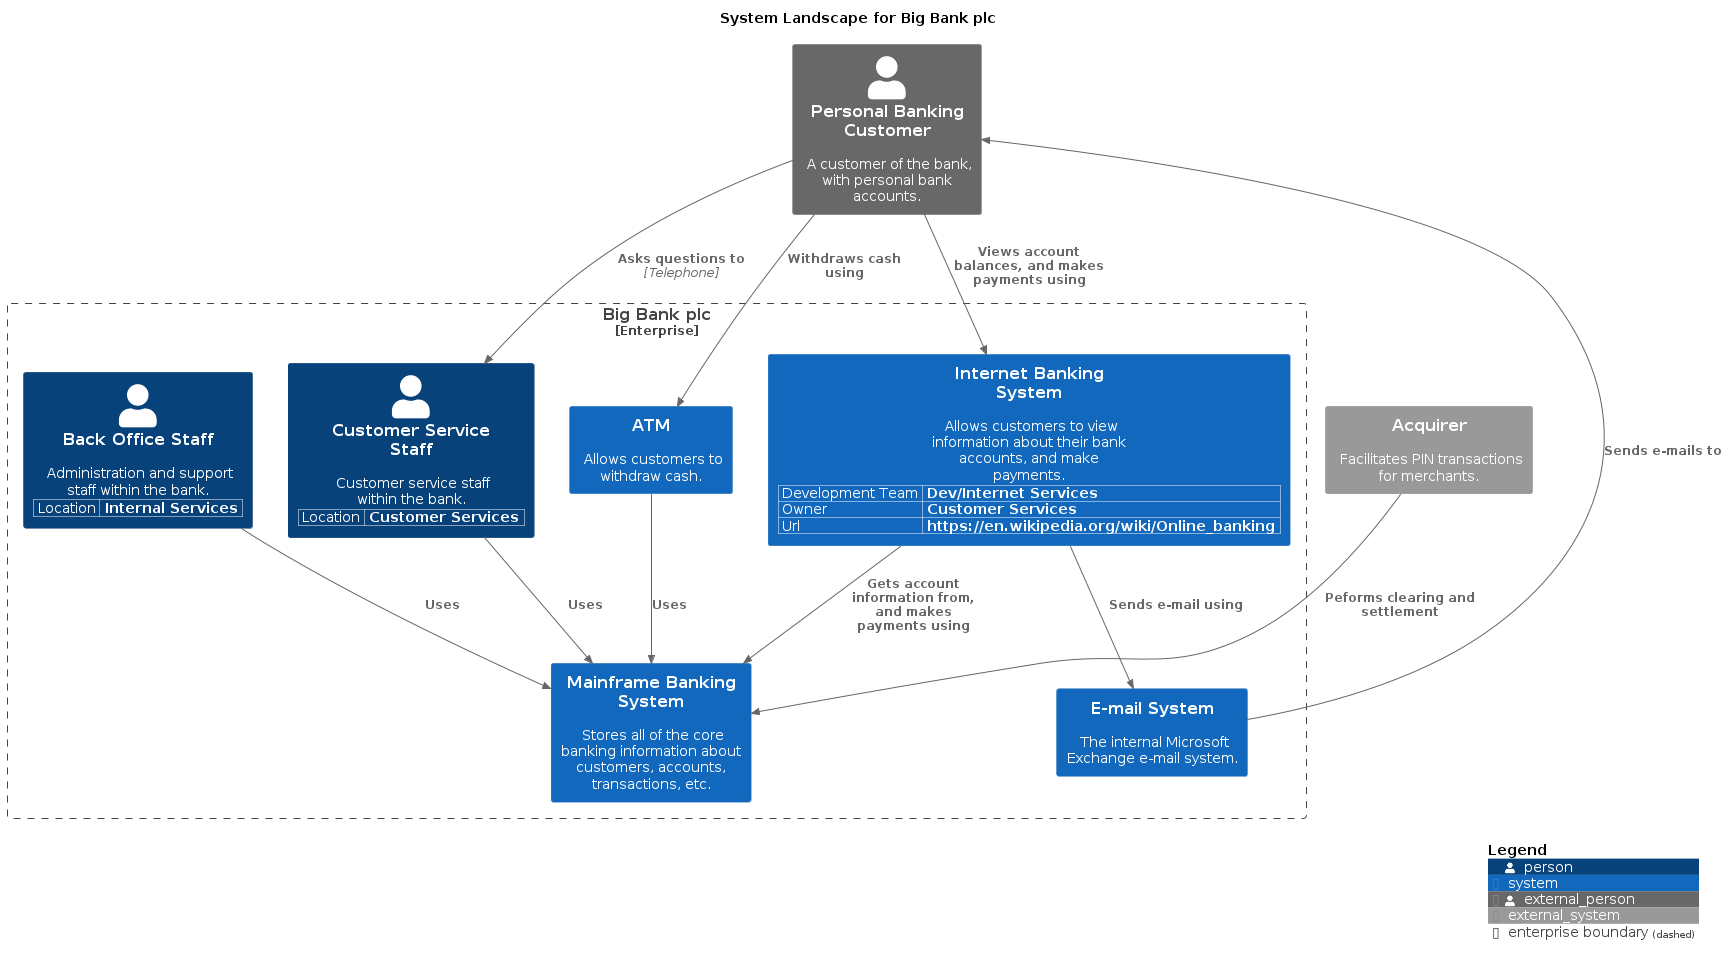 System Landscape for Big Bank plc
Personal Banking
Customer
A customer of the bank,
with personal bank
accounts.
Asks questions to
[Telephone]
Withdraws cash
using
Views account
balances, and makes
payments using
Big Bank plc
[Enterprise]
Back Office Staff
Administration and support
staff within the bank.
Location Internal Services
Customer Service
Staff
Customer service staff
within the bank.
Location Customer Services
ATM
Allows customers to
withdraw cash.
Internet Banking
System
Allows customers to view
information about their bank
accounts, and make
payments.
Development Team Dev/Internet Services
Owner Customer Services
Url https://en.wikipedia.org/wiki/Online_banking
Acquirer
Facilitates PIN transactions
for merchants.
Sends e-mails to
Uses
Uses
Uses
Gets account
information from,
and makes
payments using
Sends e-mail using
Peforms clearing and
settlement
Mainframe Banking
System
Stores all of the core
banking information about
customers, accounts,
transactions, etc.
E-mail System
The internal Microsoft
Exchange e-mail system.
Legend
person
system
external_person
external_system
enterprise boundary (dashed)